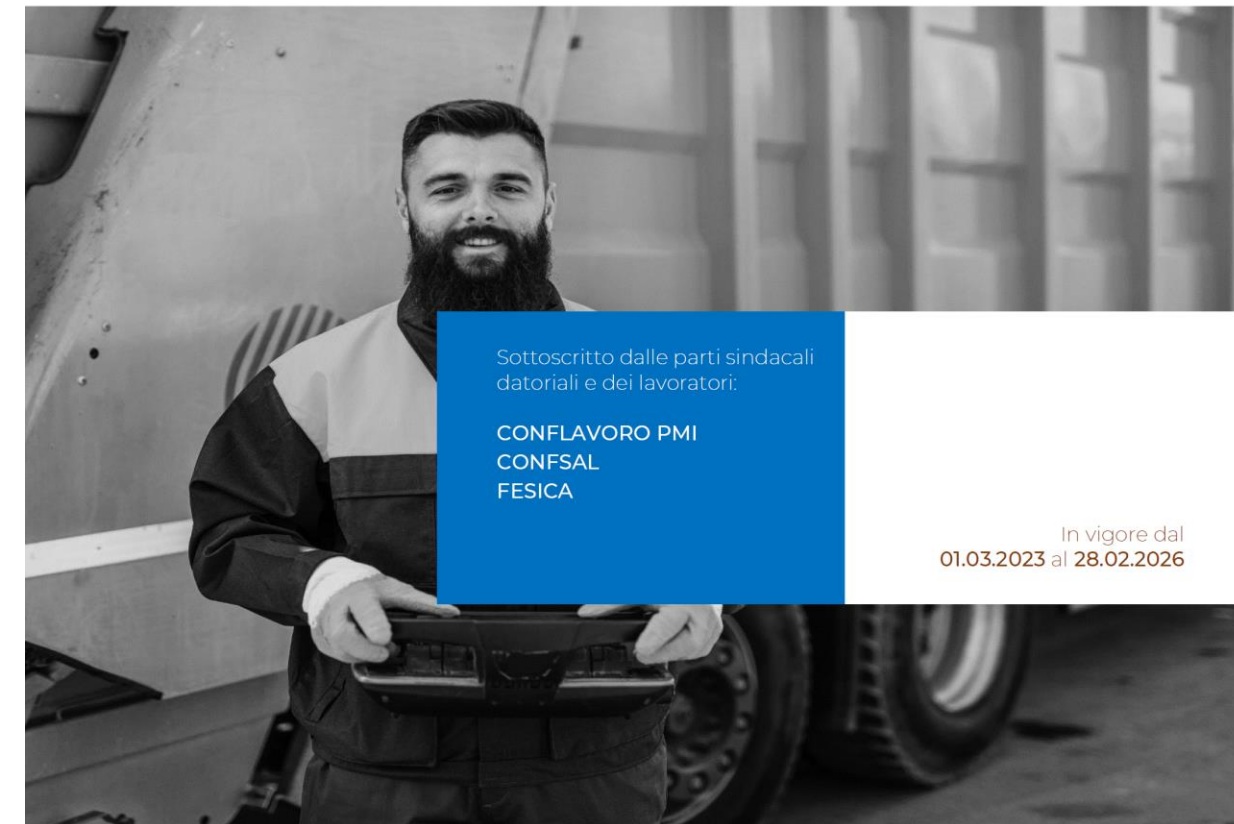 Sottoscritto dalle parti sindacali
datoriali e dei lavoratori:
CONFLAVORO PMI
CONFSAL
FESICA
In vigore dal
01.03.2023 al 28.02.2026